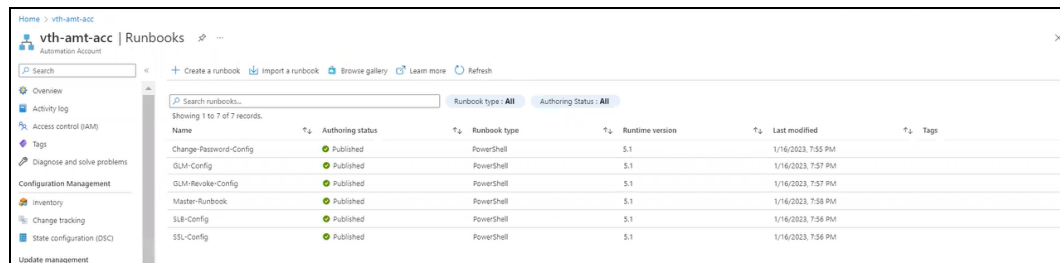 Home > vth-amt-acc
vth-amt-acc | Runbooks
Automation Account
Search
Create a runbook Import a runbook Browse gallery Learn more Refresh
Overview
Activity log
Access control (IAM)
Tags
Diagnose and solve problems
Configuration Management
Inventory
Change tracking
State configuration (DSC)
Update management
Search runbooks...
Runbook type : All Authoring Status : All
Showing 1 to 7 of 7 records.
Name Authoring status Runbook type Runtime version Last modified Tags
Change-Password-Config Published PowerShell 5.1 1/16/2023, 7:55 PM
GLM-Config Published PowerShell 5.1 1/16/2023, 7:57 PM
GLM-Revoke-Config Published PowerShell 5.1 1/16/2023, 7:57 PM
Master-Runbook Published PowerShell 5.1 1/16/2023, 7:58 PM
SLB-Config Published PowerShell 5.1 1/16/2023, 7:56 PM
SSL-Config Published PowerShell 5.1 1/16/2023, 7:56 PM